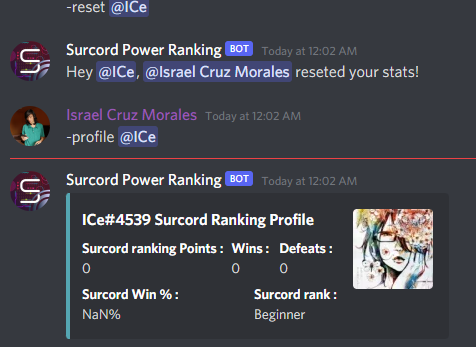 -reset @ICe
Surcord Power Ranking BOT Today at 12:02 AM
Hey @ICe, @Israel Cruz Morales reseted your stats!
Israel Cruz Morales Today at 12:02 AM
-profile @ICe
Surcord Power Ranking BOT Today at 12:02 AM
ICe#4539 Surcord Ranking Profile
Surcord ranking Points : Wins : Defeats :
0 0 0
Surcord Win % : Surcord rank :
NaN% Beginner